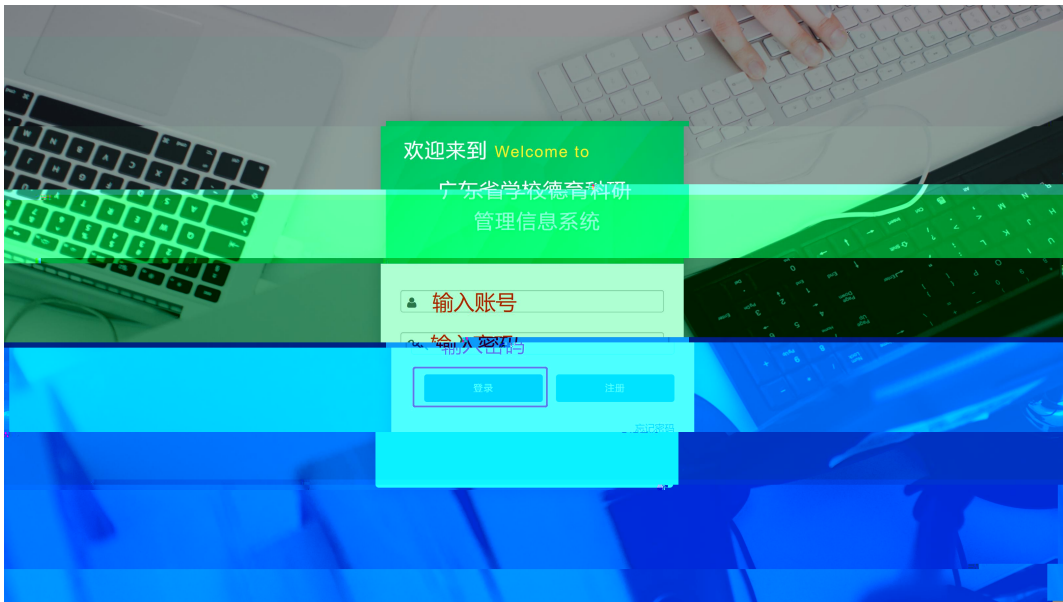 欢迎来到 Welcome to
广东省学校德育科研
管理信息系统
输入账号
输入密码
登录 注册
忘记密码